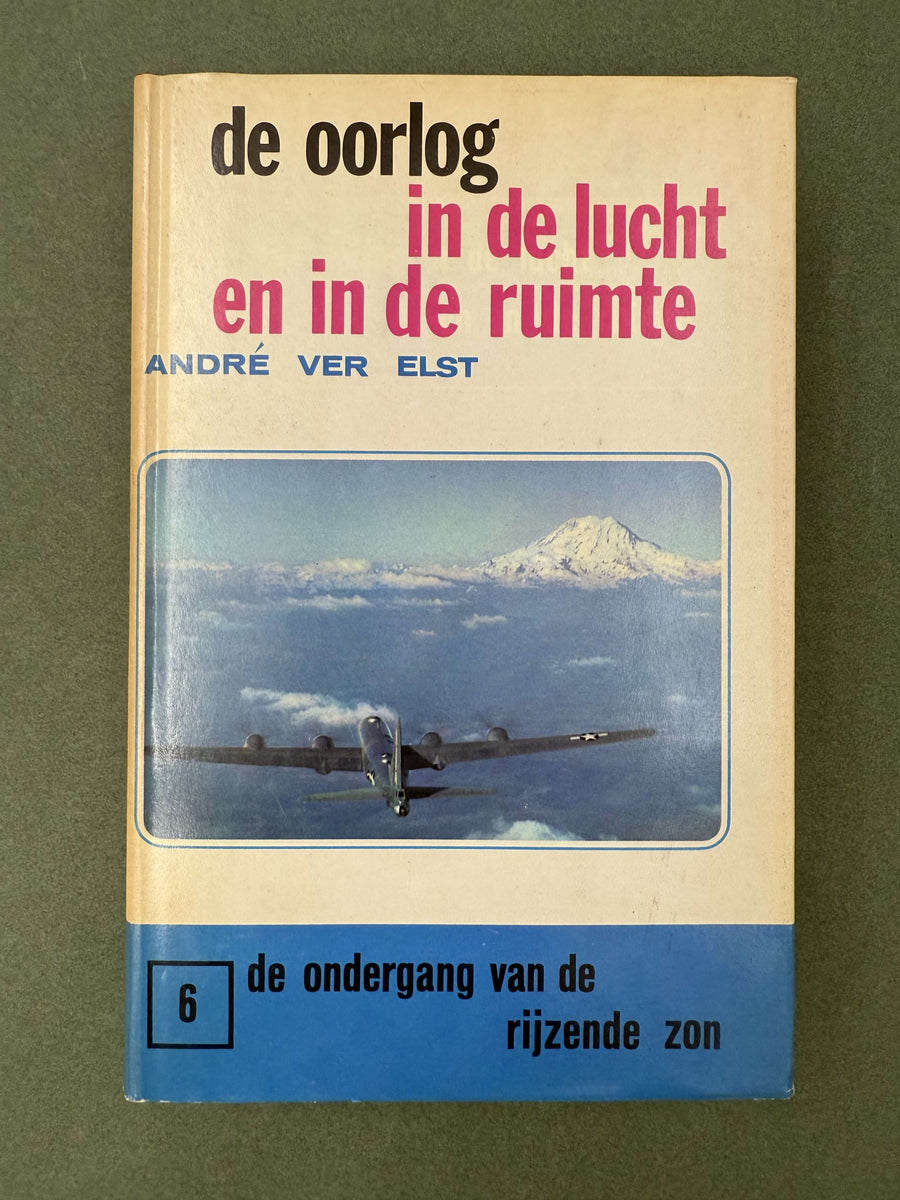 de oorlog
in de lucht
en in de ruimte
ANDRÉ VER ELST
6
de ondergang van de
rijzende zon